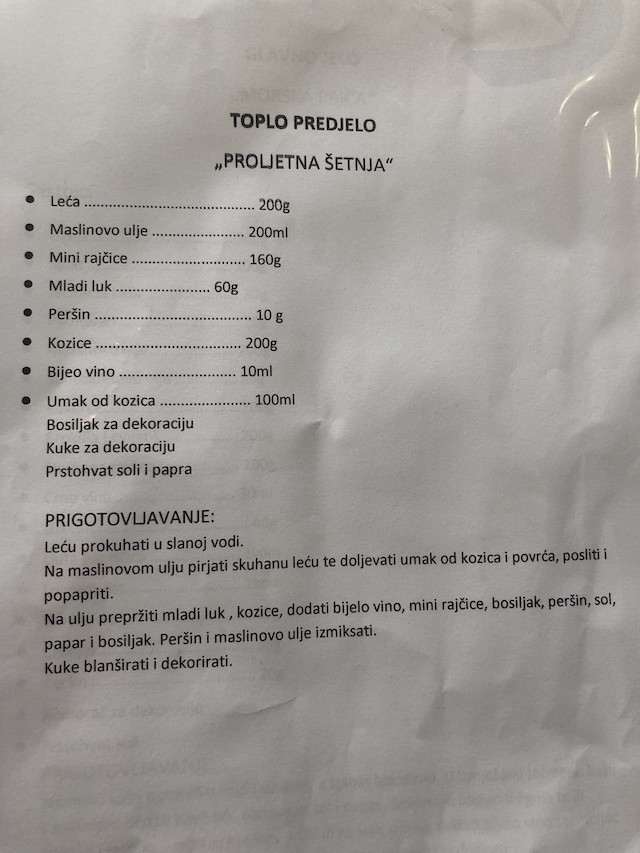 TOPLO PREDJELO
„PROLJETNA ŠETNJA“
• Leća ........................................ 200g
• Maslinovo ulje ...................... 200ml
• Mini rajčice ........................... 160g
• Mladi luk ...................... 60g
• Peršin ..................................... 10 g
• Kozice .................................. 200g
• Bijeo vino ........................... 10ml
• Umak od kozica ..................... 100ml
Bosiljak za dekoraciju
Kuke za dekoraciju
Prstohvat soli i papra
PRIGOTOVLJAVANJE:
Leću prokuhati u slanoj vodi.
Na maslinovom ulju pirjati skuhanu leću te doljevati umak od kozica i povrća, posliti i
popapriti.
Na ulju prepržiti mladi luk , kozice, dodati bijelo vino, mini rajčice, bosiljak, peršin, sol,
papar i bosiljak. Peršin i maslinovo ulje izmiksati.
Kuke blanširati i dekorirati.